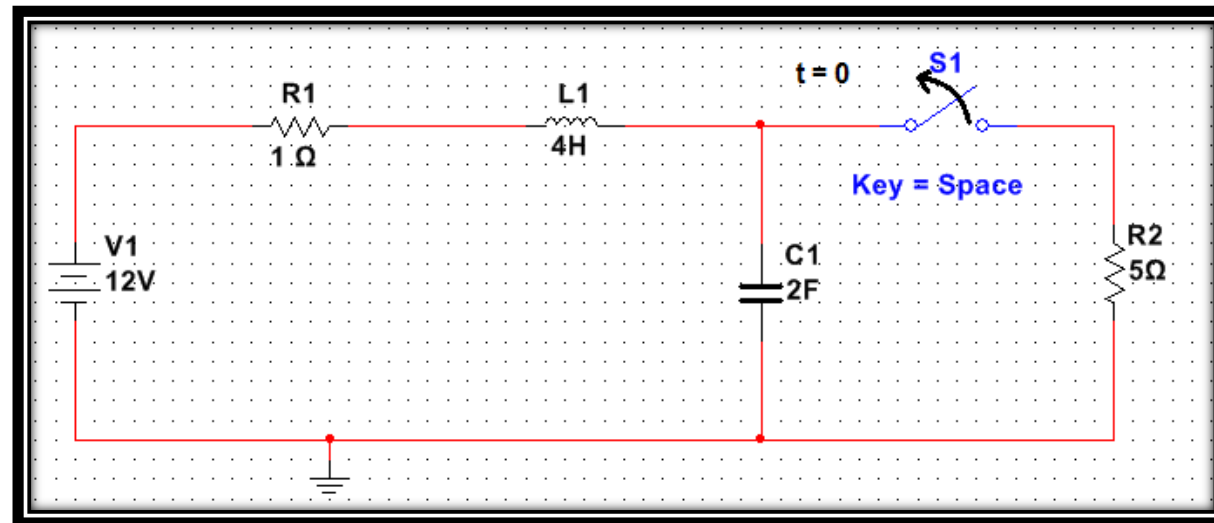 t = 0
S1
R1
L1
1 Ω
4H
Key = Space
V1
12V
C1
2F
R2
5Ω